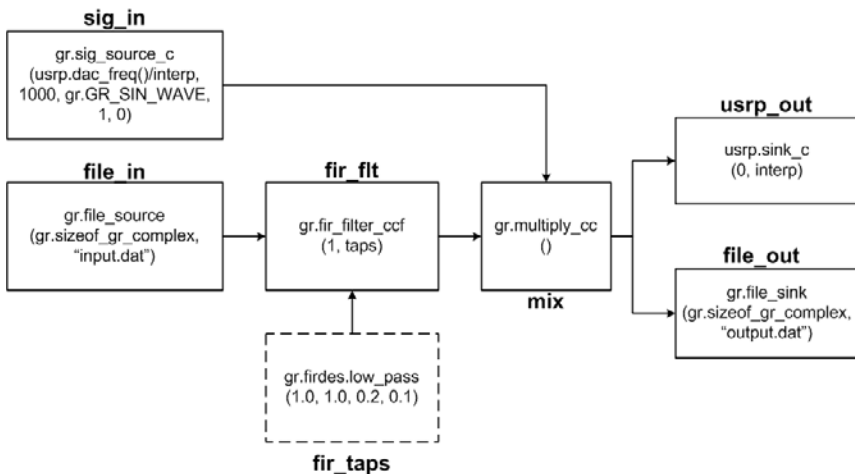 sig_in
gr.sig_source_c
(usrp.dac_freq()/interp,
1000, gr.GR_SIN_WAVE,
1, 0)
file_in
gr.file_source
(gr.sizeof_gr_complex,
“input.dat”)
fir_flt
gr.fir_filter_ccf
(1, taps)
gr.firdes.low_pass
(1.0, 1.0, 0.2, 0.1)
fir_taps
gr.multiply_cc
()
mix
usrp_out
usrp.sink_c
(0, interp)
file_out
gr.file_sink
(gr.sizeof_gr_complex,
“output.dat”)